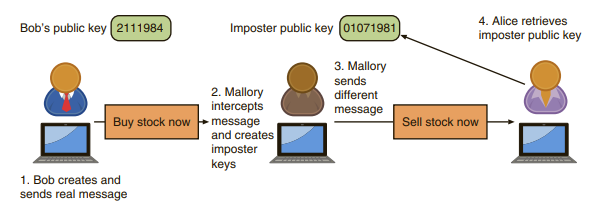 Bob's public key 2111984
Imposter public key 01071981
4. Alice retrieves
imposter public key
2. Mallory
intercepts
message
and creates
imposter
keys
3. Mallory
sends
different
message
Buy stock now
Sell stock now
1. Bob creates and
sends real message